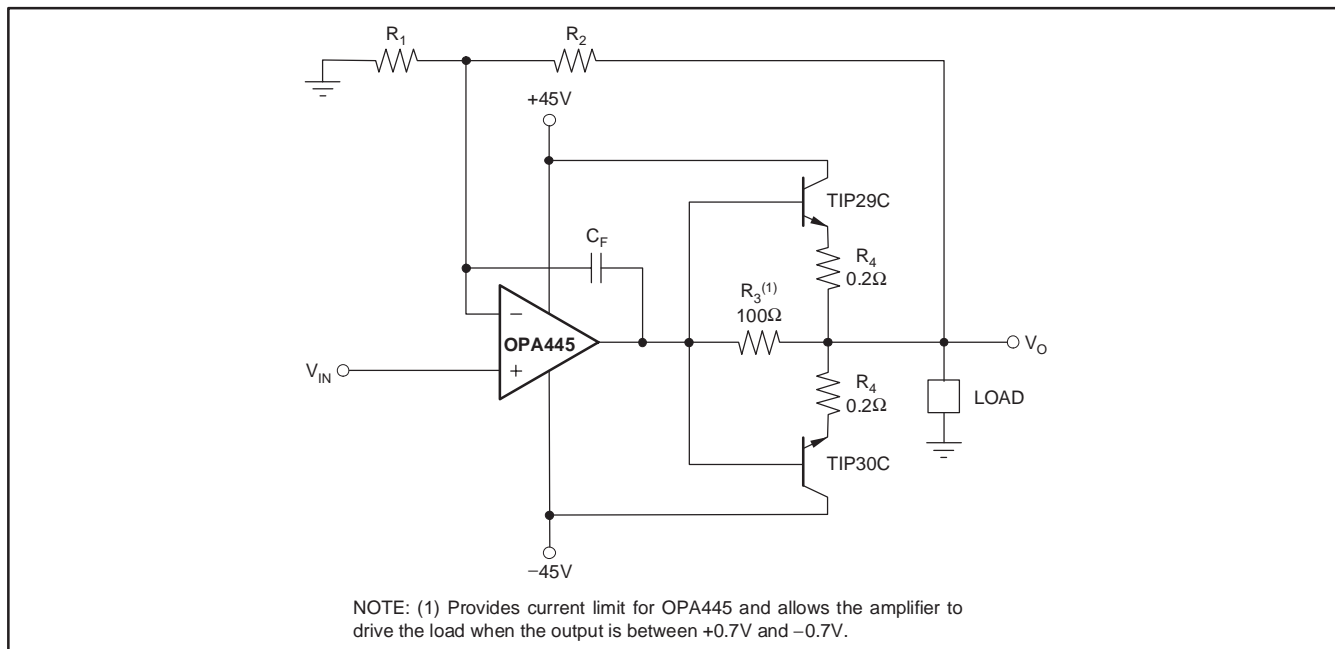 R1
R2
+45V
TIP29C
CF
R4
0.2Ω
R3(1)
100Ω
−
OPA445
VO
VIN
+
R4
0.2Ω
LOAD
TIP30C
−45V
NOTE: (1) Provides current limit for OPA445 and allows the amplifier to
drive the load when the output is between +0.7V and −0.7V.